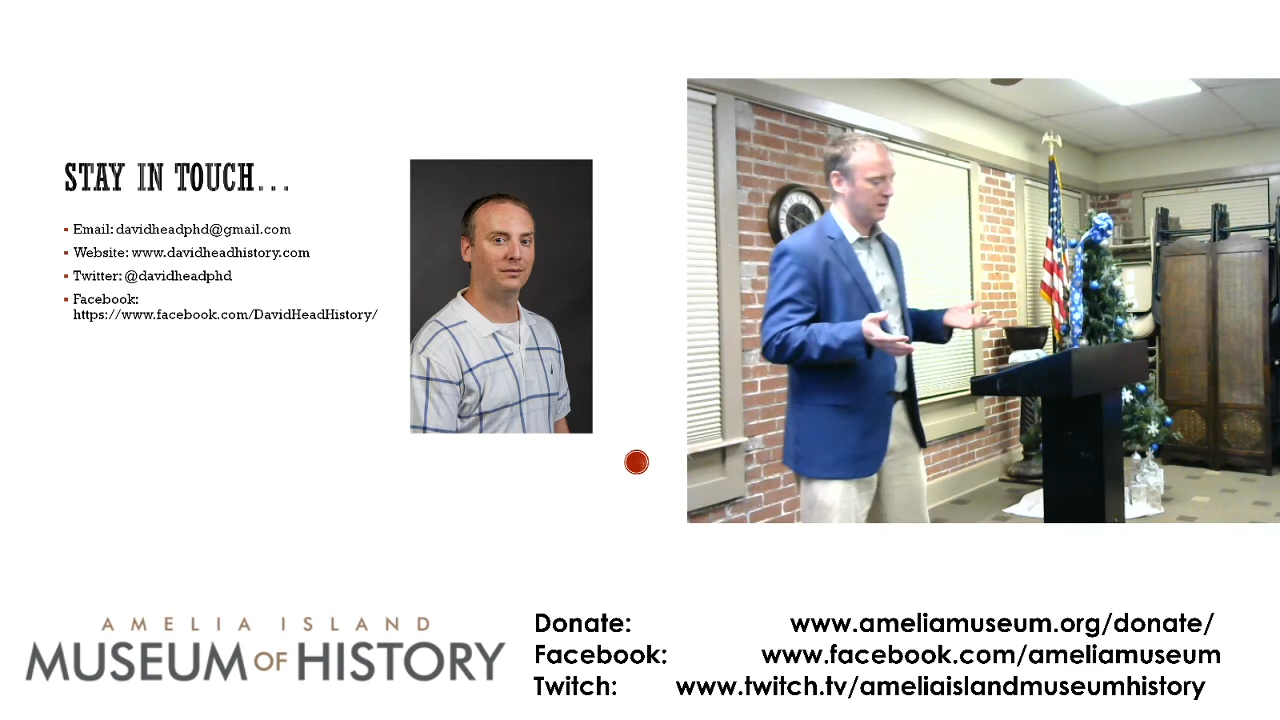 STAY IN TOUCH...
Email: davidheadphd@gmail.com
Website: www.davidheadhistory.com
Twitter: @davidheadphd
Facebook:
https://www.facebook.com/DavidHeadHistory/
AMELIA ISLAND
MUSEUM OF HISTORY
Donate: www.ameliamuseum.org/donate/
Facebook: www.facebook.com/ameliamuseum
Twitch: www.twitch.tv/ameliaislandmuseumhistory